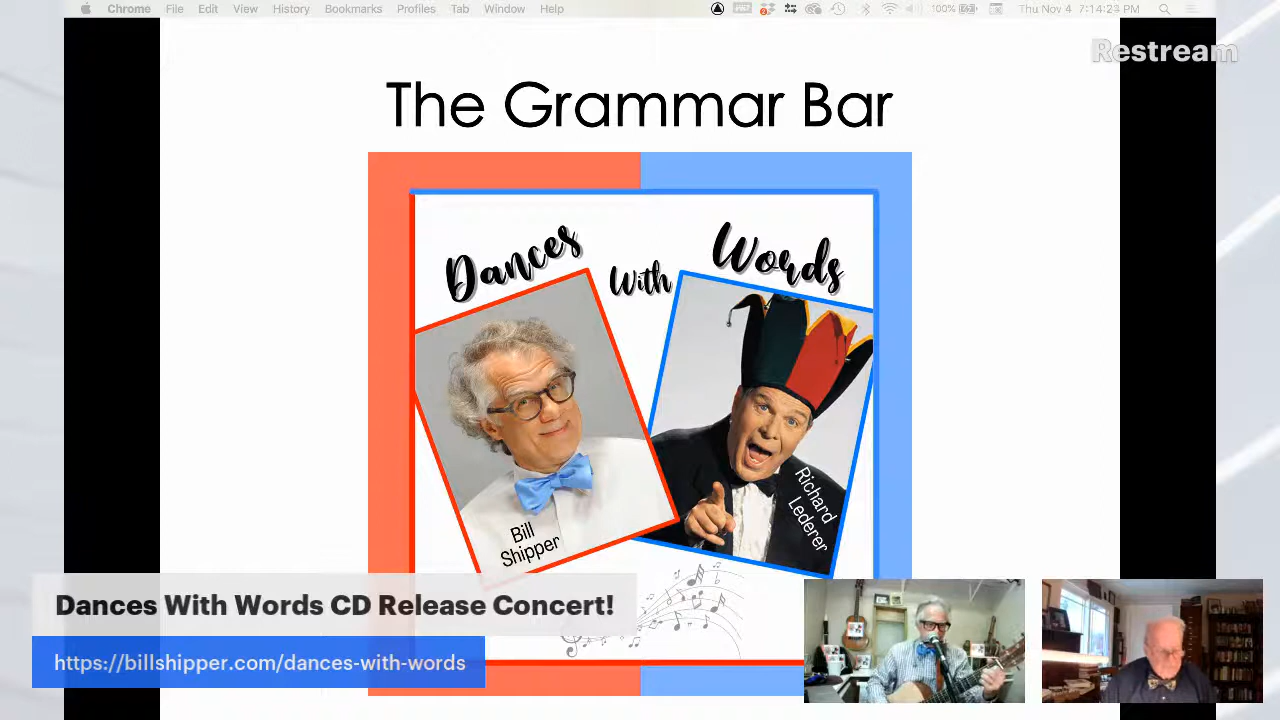 Chrome File Edit View History Bookmarks Profiles Tab Window Help 100% Thu Nov 4 7:14:23 PM
Restream
The Grammar Bar
Dances With Words
Bill
Shipper
Richard
Lederer
Dances With Words CD Release Concert!
https://billshipper.com/dances-with-words